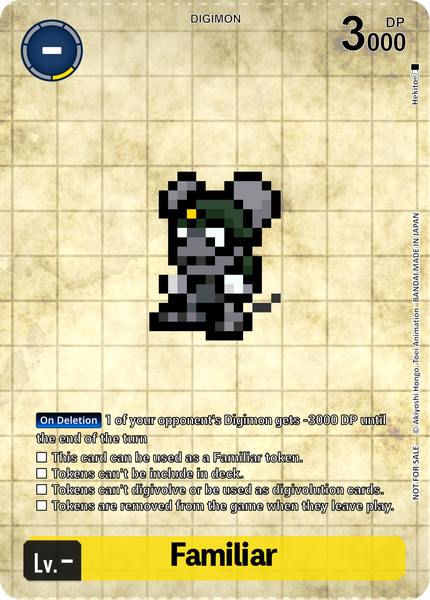 DIGIMON
DP
3000
-
Hekito
© Akiyoshi Hongo, Toei Animation · BANDAI MADE IN JAPAN
NOT FOR SALE
On Deletion 1 of your opponent's Digimon gets -3000 DP until
the end of the turn
☐ This card can be used as a Familiar token.
☐ Tokens can't be include in deck.
☐ Tokens can't digivolve or be used as digivolution cards.
☐ Tokens are removed from the game when they leave play.
Lv.-
Familiar